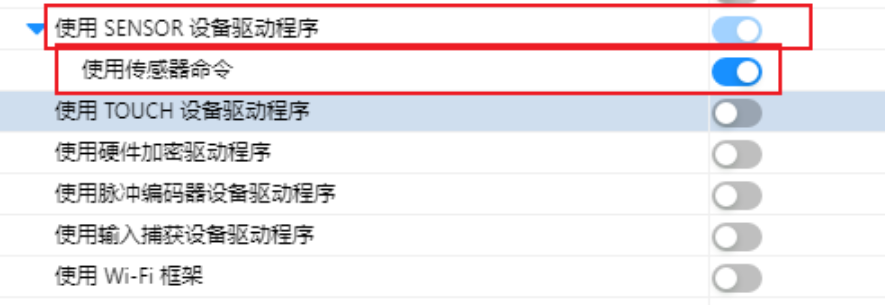 使用 SENSOR 设备驱动程序
使用传感器命令
使用 TOUCH 设备驱动程序
使用硬件加密驱动程序
使用脉冲编码器设备驱动程序
使用输入捕获设备驱动程序
使用 Wi-Fi 框架